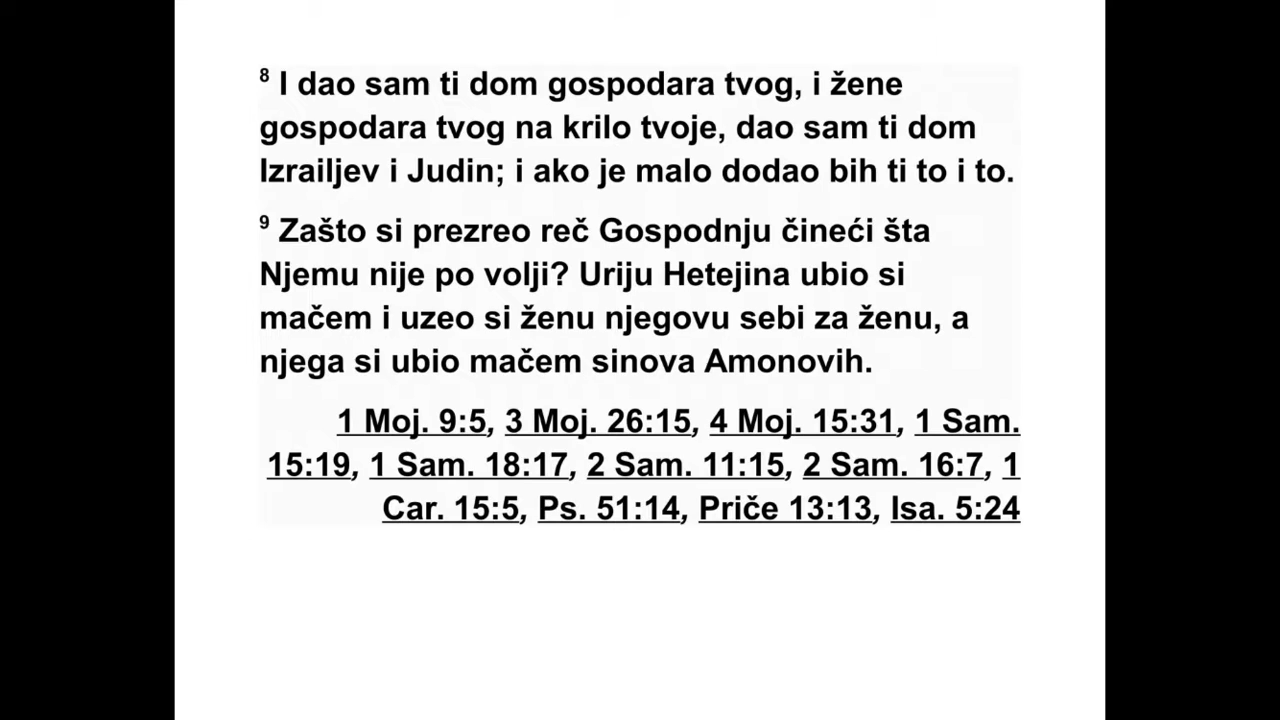 8 I dao sam ti dom gospodara tvog, i žene
gospodara tvog na krilo tvoje, dao sam ti dom
Izrailjev i Judin; i ako je malo dodao bih ti to i to.
9 Zašto si prezreo reč Gospodnju čineći šta
Njemu nije po volji? Uriju Hetejina ubio si
mačem i uzeo si ženu njegovu sebi za ženu, a
njega si ubio mačem sinova Amonovih.
1 Moj. 9:5, 3 Moj. 26:15, 4 Moj. 15:31, 1 Sam.
15:19, 1 Sam. 18:17, 2 Sam. 11:15, 2 Sam. 16:7, 1
Car. 15:5, Ps. 51:14, Priče 13:13, Isa. 5:24